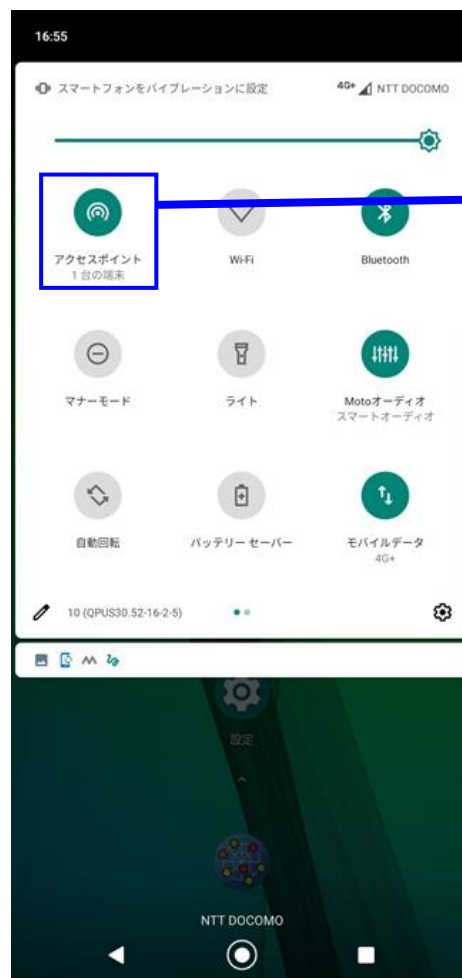 16:55
スマートフォンをバイブレーションに設定 4G+ NTT DOCOMO
アクセスポイント Wi-Fi Bluetooth
1 台の端末
マナーモード ライト Motoオーディオ
スマートオーディオ
自動回転 バッテリー セーバー モバイルデータ
4G+
10 (QPUS30.52-16-2-5)
設定
NTT DOCOMO